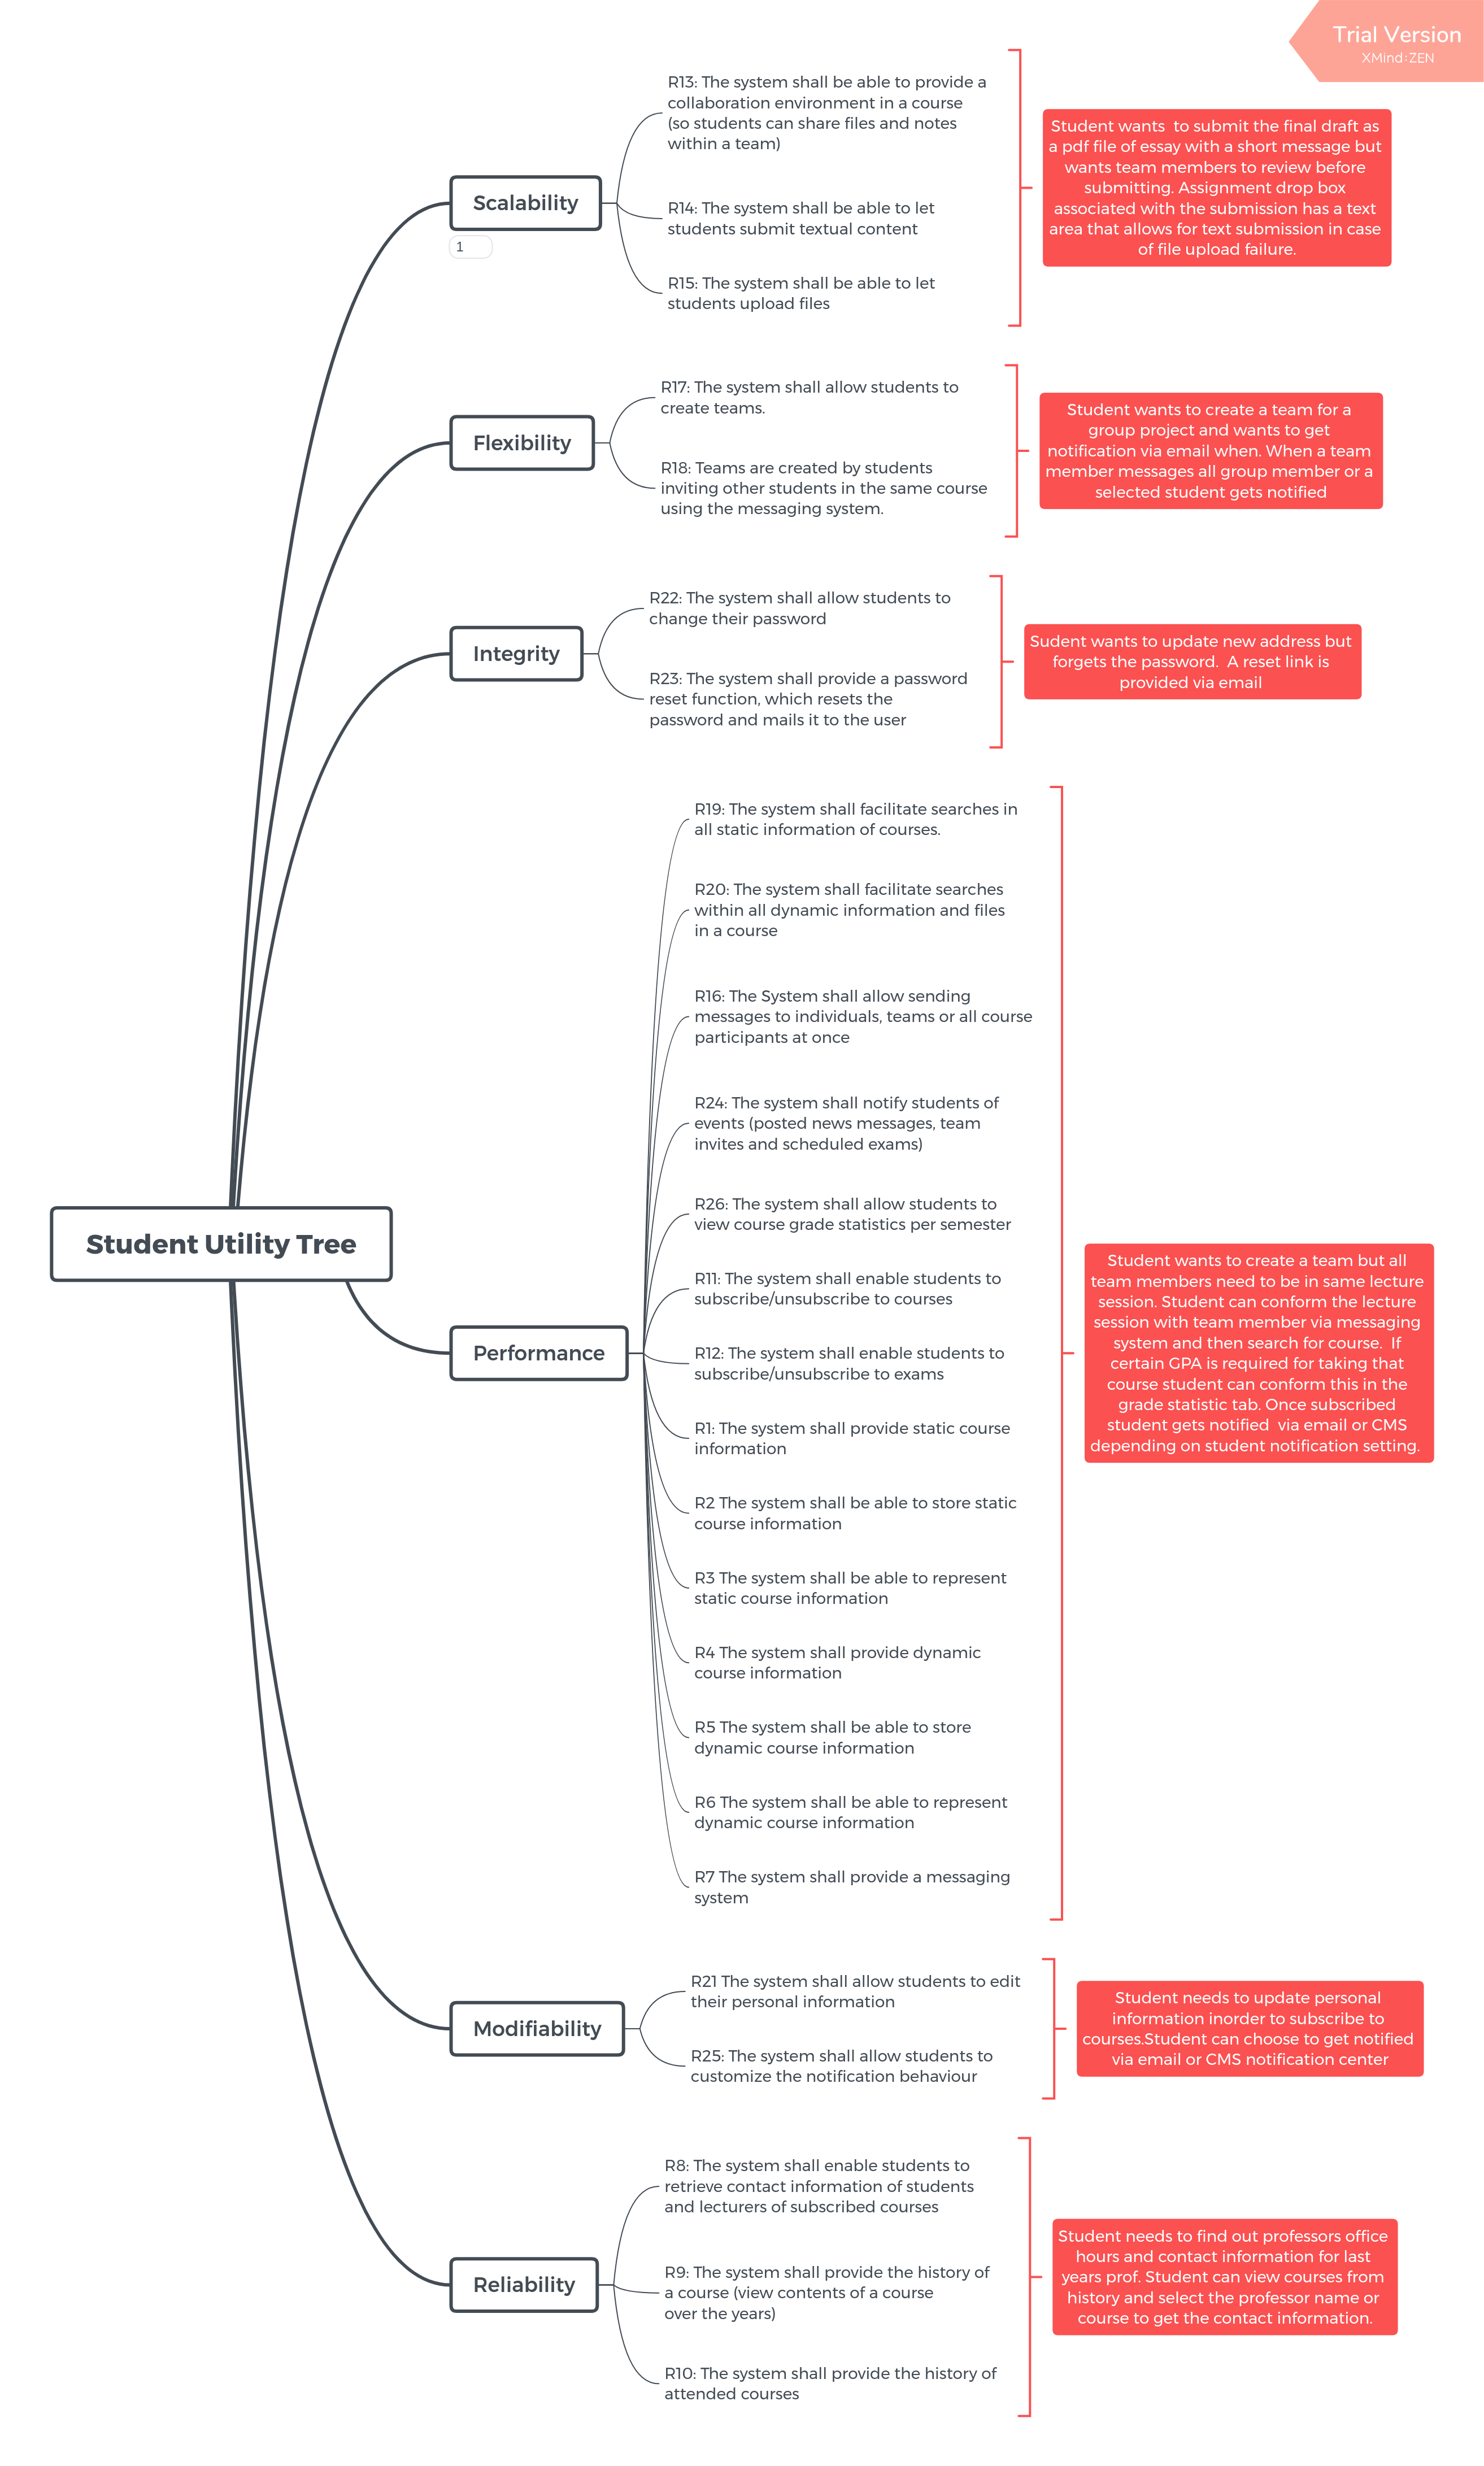 Trial Version
XMind:ZEN
Student Utility Tree
Scalability
1
R13: The system shall be able to provide a
collaboration environment in a course
(so students can share files and notes
within a team)
R14: The system shall be able to let
students submit textual content
R15: The system shall be able to let
students upload files
Student wants  to submit the final draft as
a pdf file of essay with a short message but
wants team members to review before
submitting. Assignment drop box
associated with the submission has a text
area that allows for text submission in case
of file upload failure.
Flexibility
R17: The system shall allow students to
create teams.
R18: Teams are created by students
inviting other students in the same course
using the messaging system.
Student wants to create a team for a
group project and wants to get
notification via email when. When a team
member messages all group member or a
selected student gets notified
Integrity
R22: The system shall allow students to
change their password
R23: The system shall provide a password
reset function, which resets the
password and mails it to the user
Sudent wants to update new address but
forgets the password.  A reset link is
provided via email
Performance
R19: The system shall facilitate searches in
all static information of courses.
R20: The system shall facilitate searches
within all dynamic information and files
in a course
R16: The System shall allow sending
messages to individuals, teams or all course
participants at once
R24: The system shall notify students of
events (posted news messages, team
invites and scheduled exams)
R26: The system shall allow students to
view course grade statistics per semester
R11: The system shall enable students to
subscribe/unsubscribe to courses
R12: The system shall enable students to
subscribe/unsubscribe to exams
R1: The system shall provide static course
information
R2 The system shall be able to store static
course information
R3 The system shall be able to represent
static course information
R4 The system shall provide dynamic
course information
R5 The system shall be able to store
dynamic course information
R6 The system shall be able to represent
dynamic course information
R7 The system shall provide a messaging
system
Student wants to create a team but all
team members need to be in same lecture
session. Student can conform the lecture
session with team member via messaging
system and then search for course.  If
certain GPA is required for taking that
course student can conform this in the
grade statistic tab. Once subscribed
student gets notified  via email or CMS
depending on student notification setting.
Modifiability
R21 The system shall allow students to edit
their personal information
R25: The system shall allow students to
customize the notification behaviour
Student needs to update personal
information inorder to subscribe to
courses.Student can choose to get notified
via email or CMS notification center
Reliability
R8: The system shall enable students to
retrieve contact information of students
and lecturers of subscribed courses
R9: The system shall provide the history of
a course (view contents of a course
over the years)
R10: The system shall provide the history of
attended courses
Student needs to find out professors office
hours and contact information for last
years prof. Student can view courses from
history and select the professor name or
course to get the contact information.